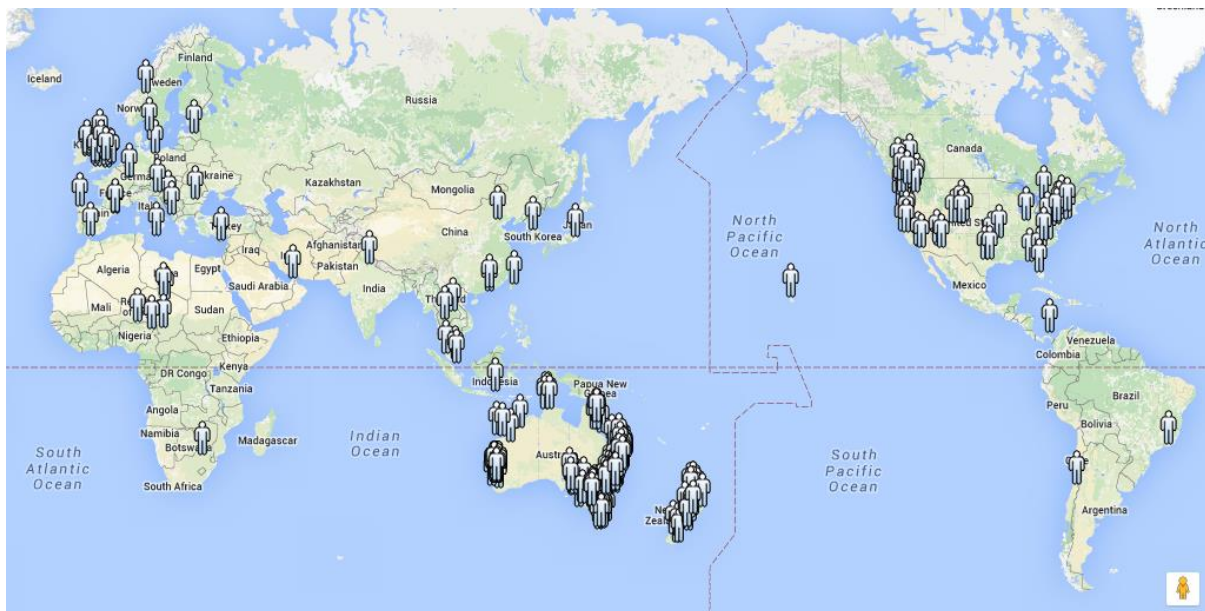 Iceland
Finland
Russia
Canada
Poland
Kazakhstan
Mongolia
North
Pacific
Ocean
North
Atlantic
Ocean
China
South Korea
Afghanistan
Iraq
Algeria
Egypt
Pakistan
Saudi Arabia
India
Mexico
Mali
Sudan
Nigeria
Ethiopia
Venezuela
Colombia
DR Congo
Kenya
Tanzania
Papua New
Angola
Peru
Brazil
Namibia
Madagascar
Bolivia
Indian
Ocean
South
Atlantic
Ocean
South
Pacific
Ocean
South Africa
Argentina